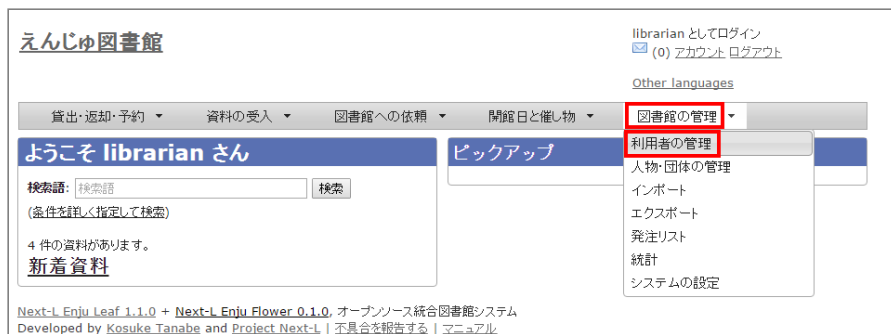 えんじゅ図書館
librarian としてログイン
(0) アカウント ログアウト
Other languages
貸出・返却・予約 ▼ 資料の受入 ▼ 図書館への依頼 ▼ 開館日と催し物 ▼ 図書館の管理 ▼
ようこそ librarian さん
ピックアップ
検索語: 検索語 検索
(条件を詳しく指定して検索)
4 件の資料があります。
新着資料
利用者の管理
人物・団体の管理
インポート
エクスポート
発注リスト
統計
システムの設定
Next-L Enju Leaf 1.1.0 + Next-L Enju Flower 0.1.0, オープンソース統合図書館システム
Developed by Kosuke Tanabe and Project Next-L | 不具合を報告する | マニュアル